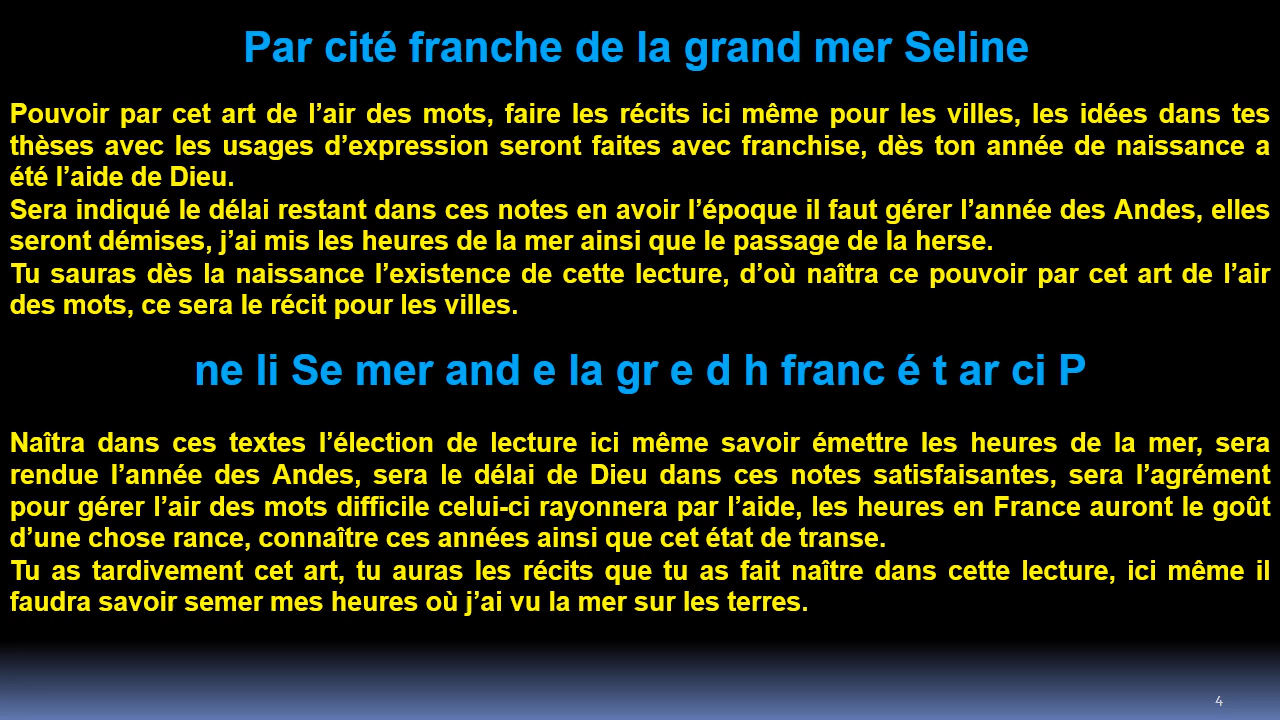 Par cité franche de la grand mer Seline
Pouvoir par cet art de l’air des mots, faire les récits ici même pour les villes, les idées dans tes
thèses avec les usages d’expression seront faites avec franchise, dès ton année de naissance a
été l’aide de Dieu.
Sera indiqué le délai restant dans ces notes en avoir l’époque il faut gérer l’année des Andes, elles
seront démises, j’ai mis les heures de la mer ainsi que le passage de la herse.
Tu sauras dès la naissance l’existence de cette lecture, d’où naîtra ce pouvoir par cet art de l’air
des mots, ce sera le récit pour les villes.
ne li Se mer and e la gr e d h franc é t ar ci P
Naîtra dans ces textes l’élection de lecture ici même savoir émettre les heures de la mer, sera
rendue l’année des Andes, sera le délai de Dieu dans ces notes satisfaisantes, sera l’agrément
pour gérer l’air des mots difficile celui-ci rayonnera par l’aide, les heures en France auront le goût
d’une chose rance, connaître ces années ainsi que cet état de transe.
Tu as tardivement cet art, tu auras les récits que tu as fait naître dans cette lecture, ici même il
faudra savoir semer mes heures où j’ai vu la mer sur les terres.
4